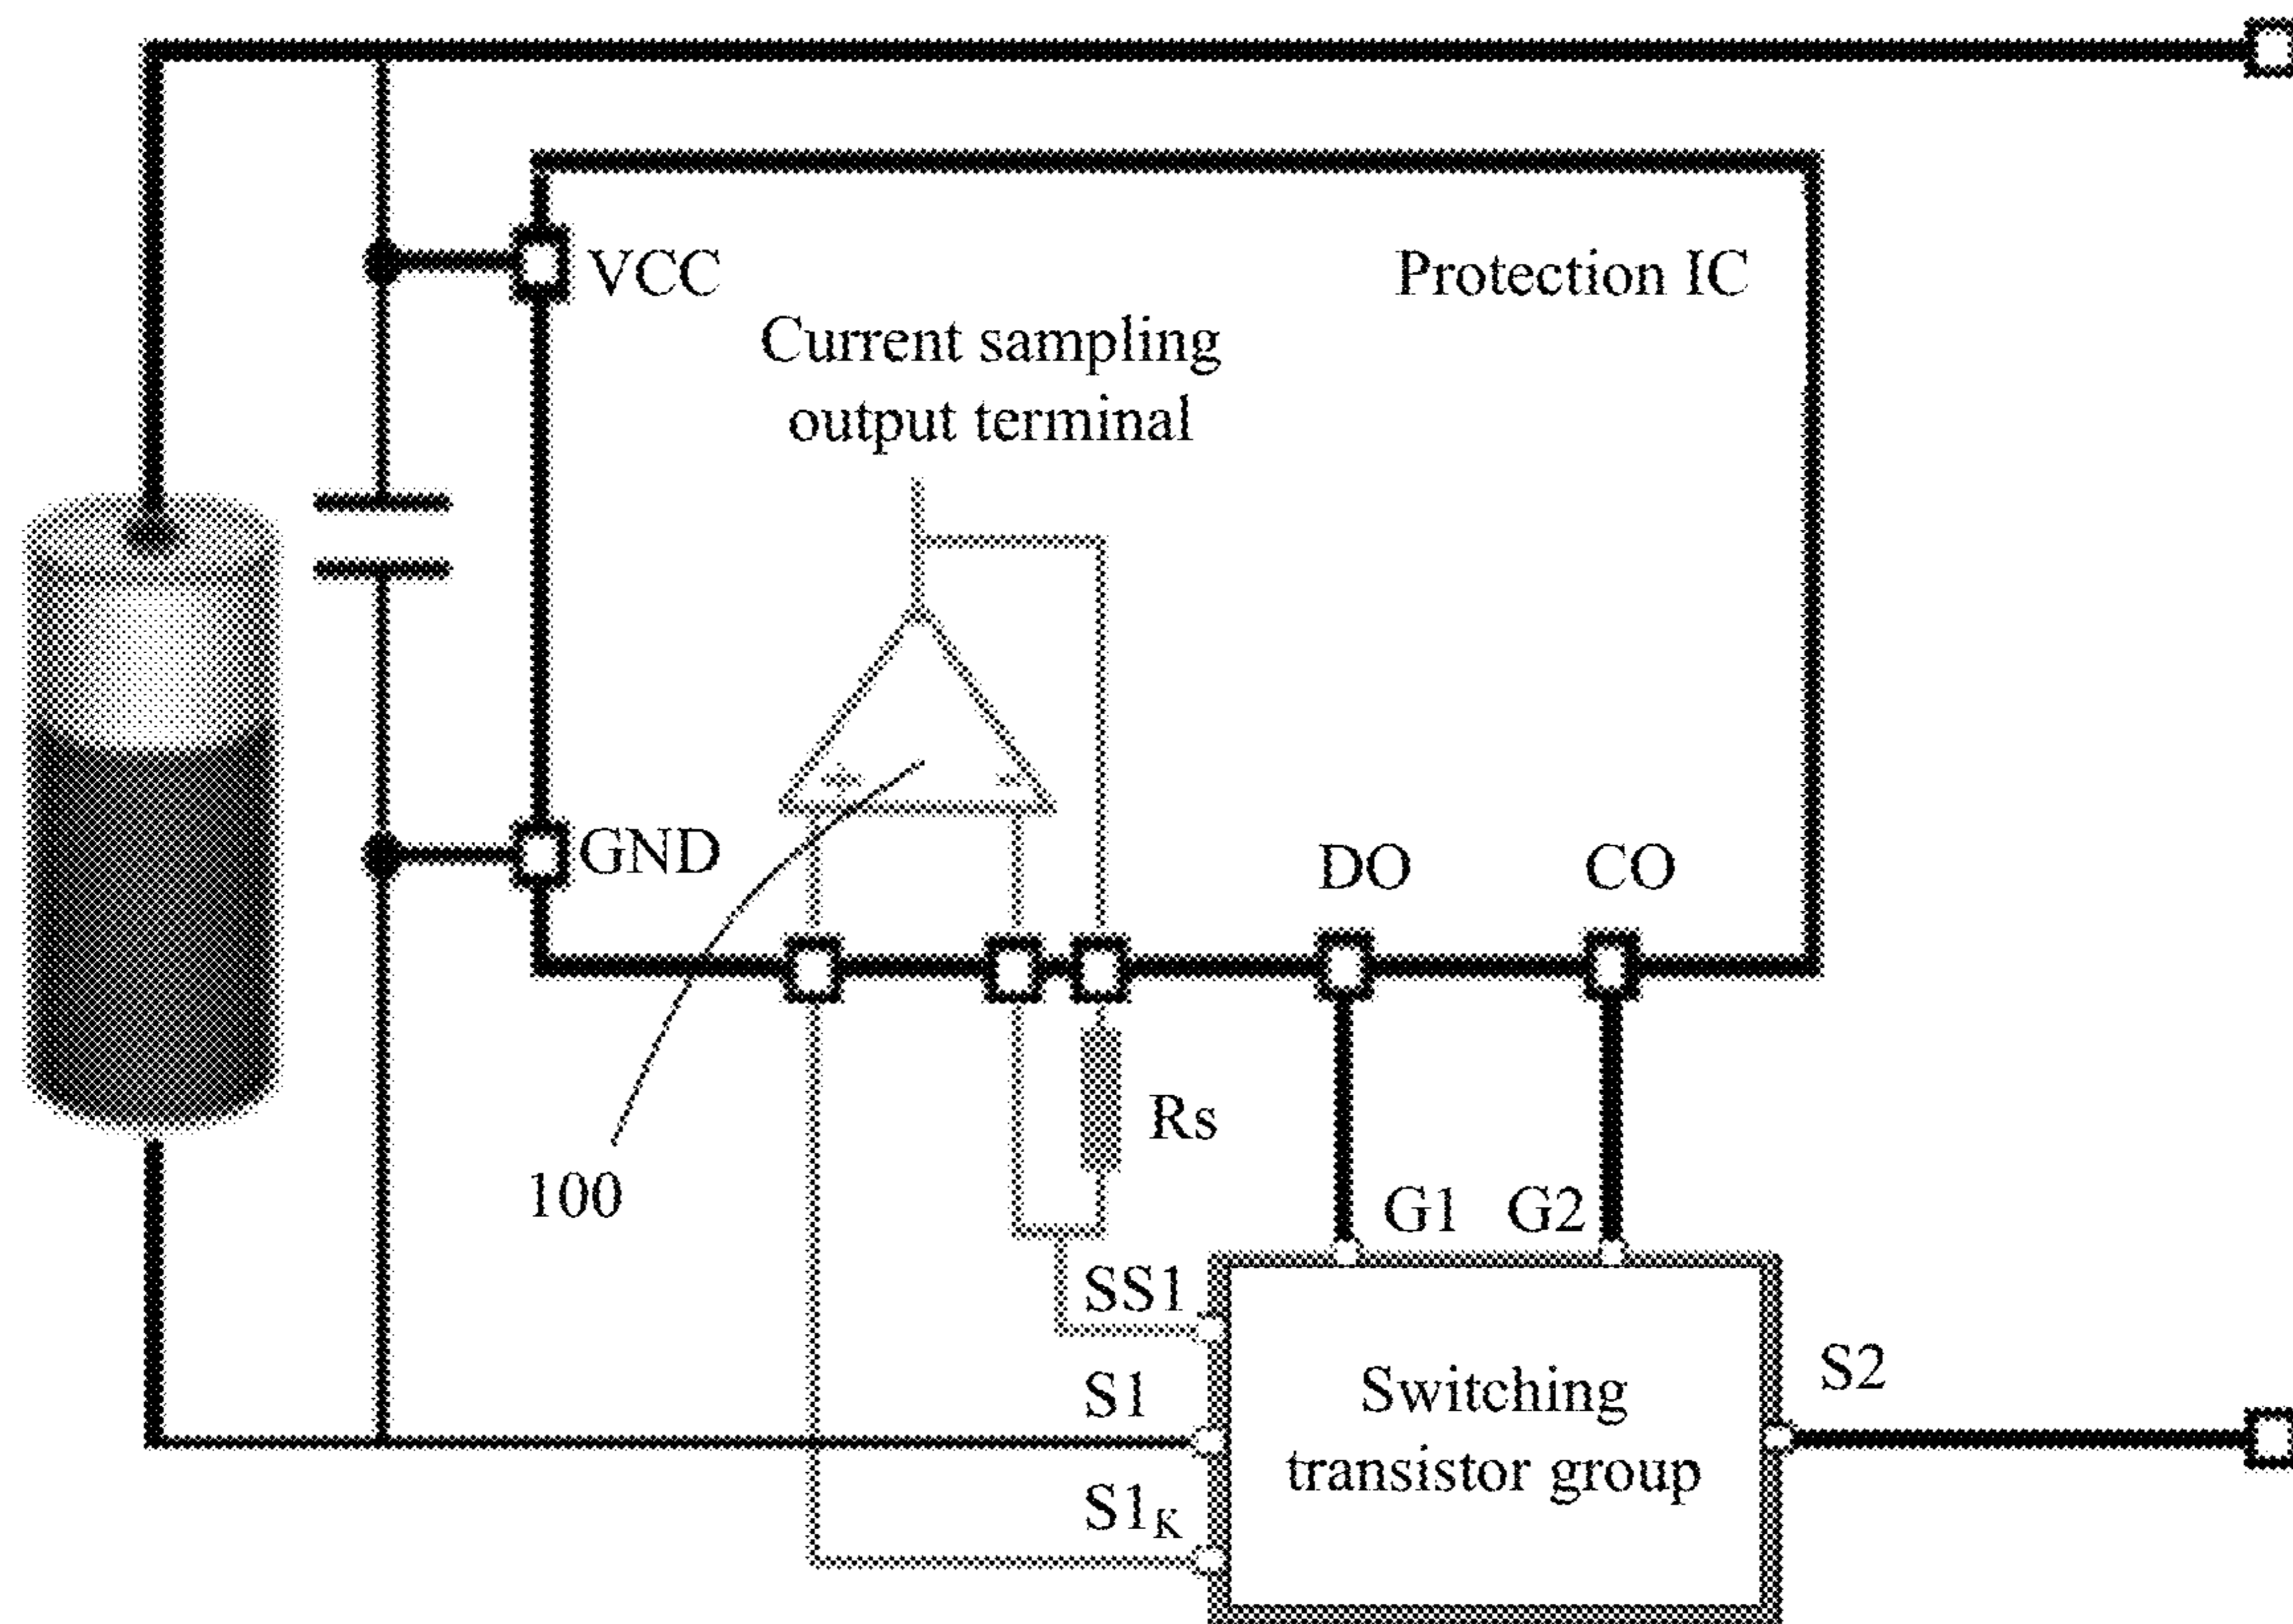 VCC
Protection IC
Current sampling
output terminal
GND
DO
CO
Rs
100
G1
G2
SS1
S1
S2
Switching
transistor group
S1K